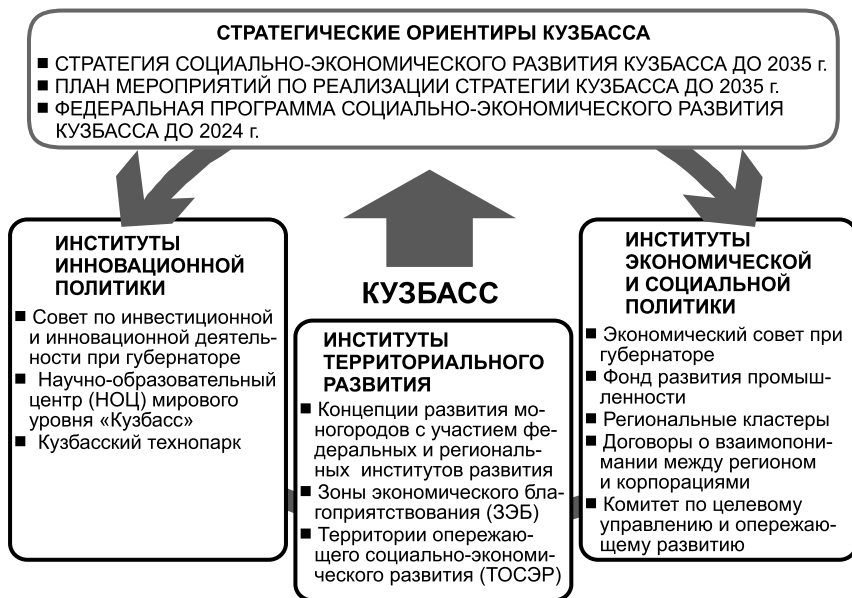 СТРАТЕГИЧЕСКИЕ ОРИЕНТИРЫ КУЗБАССА
■ СТРАТЕГИЯ СОЦИАЛЬНО-ЭКОНОМИЧЕСКОГО РАЗВИТИЯ КУЗБАССА ДО 2035 г.
■ ПЛАН МЕРОПРИЯТИЙ ПО РЕАЛИЗАЦИИ СТРАТЕГИИ КУЗБАССА ДО 2035 г.
■ ФЕДЕРАЛЬНАЯ ПРОГРАММА СОЦИАЛЬНО-ЭКОНОМИЧЕСКОГО РАЗВИТИЯ
КУЗБАССА ДО 2024 г.
ИНСТИТУТЫ
ИННОВАЦИОННОЙ
ПОЛИТИКИ
■ Совет по инвестиционной
и инновационной деятель-
ности при губернаторе
■ Научно-образовательный
центр (НОЦ) мирового
уровня «Кузбасс»
■ Кузбасский технопарк
КУЗБАСС
ИНСТИТУТЫ
ТЕРРИТОРИАЛЬНОГО
РАЗВИТИЯ
■ Концепции развития мо-
ногородов с участием фе-
деральных и региональ-
ных институтов развития
■ Зоны экономического бла-
гоприятствования (ЗЭБ)
■ Территории опережаю-
щего социально-экономи-
ческого развития (ТОСЭР)
ИНСТИТУТЫ
ЭКОНОМИЧЕСКОЙ
И СОЦИАЛЬНОЙ
ПОЛИТИКИ
■ Экономический совет при
губернаторе
■ Фонд развития промыш-
ленности
■ Региональные кластеры
■ Договоры о взаимопони-
мании между регионом
и корпорациями
■ Комитет по целевому
управлению и опережаю-
щему развитию